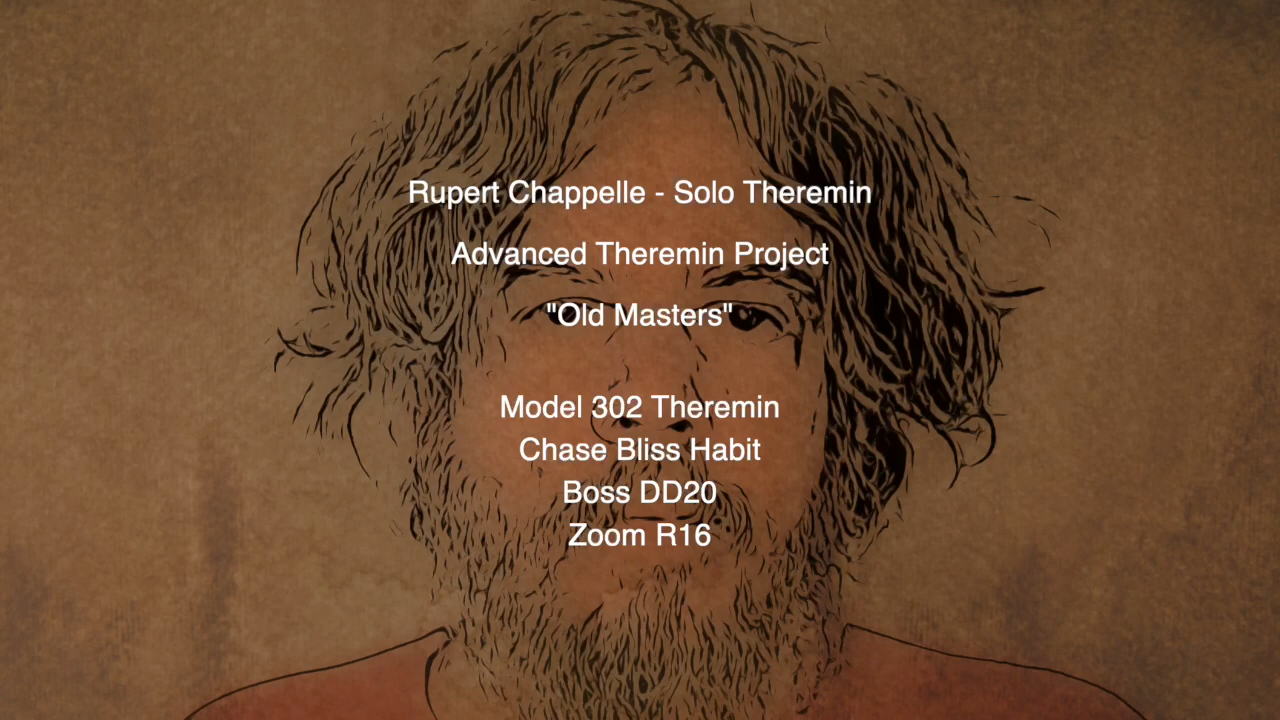 Rupert Chappelle - Solo Theremin
Advanced Theremin Project
"Old Masters"
Model 302 Theremin
Chase Bliss Habit
Boss DD20
Zoom R16